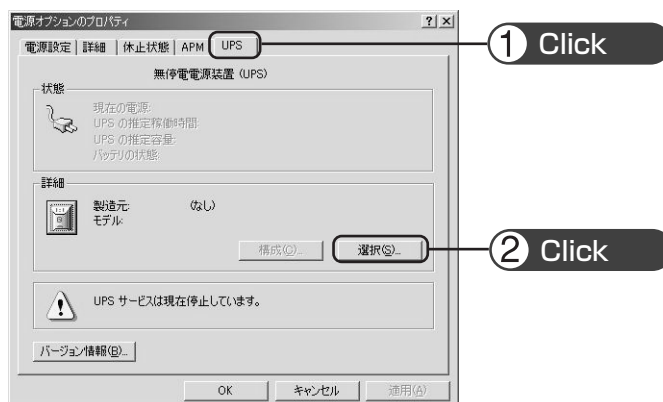 電源オプションのプロパティ
電源設定 詳細 休止状態 APM UPS
① Click
無停電電源装置 (UPS)
状態
現在の電源:
UPS の推定稼働時間:
UPS の推定容量:
バッテリの状態:
詳細
製造元: (なし)
モデル:
構成(C)... 選択(S)...
② Click
UPS サービスは現在停止しています。
バージョン情報(B)...
OK キャンセル 適用(A)